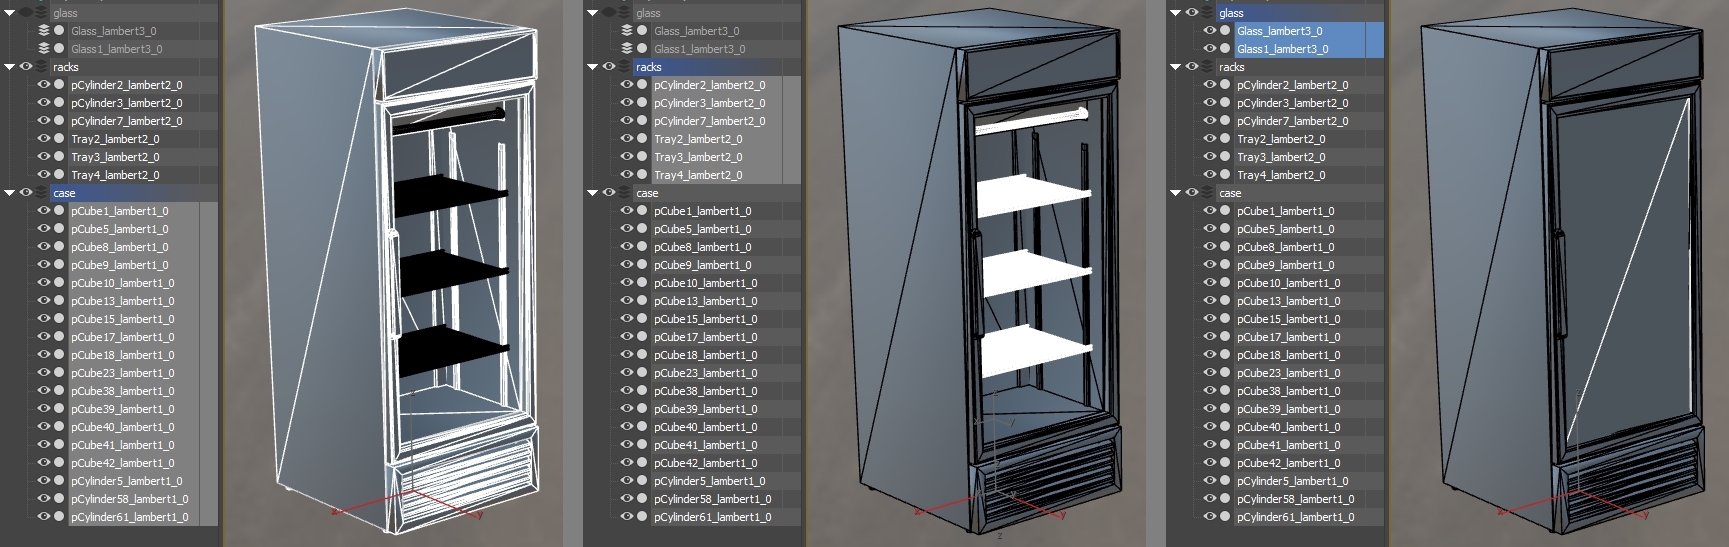 glass
Glass_lambert3_0
Glass1_lambert3_0
racks
pCylinder2_lambert2_0
pCylinder3_lambert2_0
pCylinder7_lambert2_0
Tray2_lambert2_0
Tray3_lambert2_0
Tray4_lambert2_0
case
pCube1_lambert1_0
pCube5_lambert1_0
pCube8_lambert1_0
pCube9_lambert1_0
pCube10_lambert1_0
pCube13_lambert1_0
pCube15_lambert1_0
pCube17_lambert1_0
pCube18_lambert1_0
pCube23_lambert1_0
pCube38_lambert1_0
pCube39_lambert1_0
pCube40_lambert1_0
pCube41_lambert1_0
pCube42_lambert1_0
pCylinder5_lambert1_0
pCylinder58_lambert1_0
pCylinder61_lambert1_0
x
y
glass
Glass_lambert3_0
Glass1_lambert3_0
racks
pCylinder2_lambert2_0
pCylinder3_lambert2_0
pCylinder7_lambert2_0
Tray2_lambert2_0
Tray3_lambert2_0
Tray4_lambert2_0
case
pCube1_lambert1_0
pCube5_lambert1_0
pCube8_lambert1_0
pCube9_lambert1_0
pCube10_lambert1_0
pCube13_lambert1_0
pCube15_lambert1_0
pCube17_lambert1_0
pCube18_lambert1_0
pCube23_lambert1_0
pCube38_lambert1_0
pCube39_lambert1_0
pCube40_lambert1_0
pCube41_lambert1_0
pCube42_lambert1_0
pCylinder5_lambert1_0
pCylinder58_lambert1_0
pCylinder61_lambert1_0
x
y
z
glass
Glass_lambert3_0
Glass1_lambert3_0
racks
pCylinder2_lambert2_0
pCylinder3_lambert2_0
pCylinder7_lambert2_0
Tray2_lambert2_0
Tray3_lambert2_0
Tray4_lambert2_0
case
pCube1_lambert1_0
pCube5_lambert1_0
pCube8_lambert1_0
pCube9_lambert1_0
pCube10_lambert1_0
pCube13_lambert1_0
pCube15_lambert1_0
pCube17_lambert1_0
pCube18_lambert1_0
pCube23_lambert1_0
pCube38_lambert1_0
pCube39_lambert1_0
pCube40_lambert1_0
pCube41_lambert1_0
pCube42_lambert1_0
pCylinder5_lambert1_0
pCylinder58_lambert1_0
pCylinder61_lambert1_0
x
y